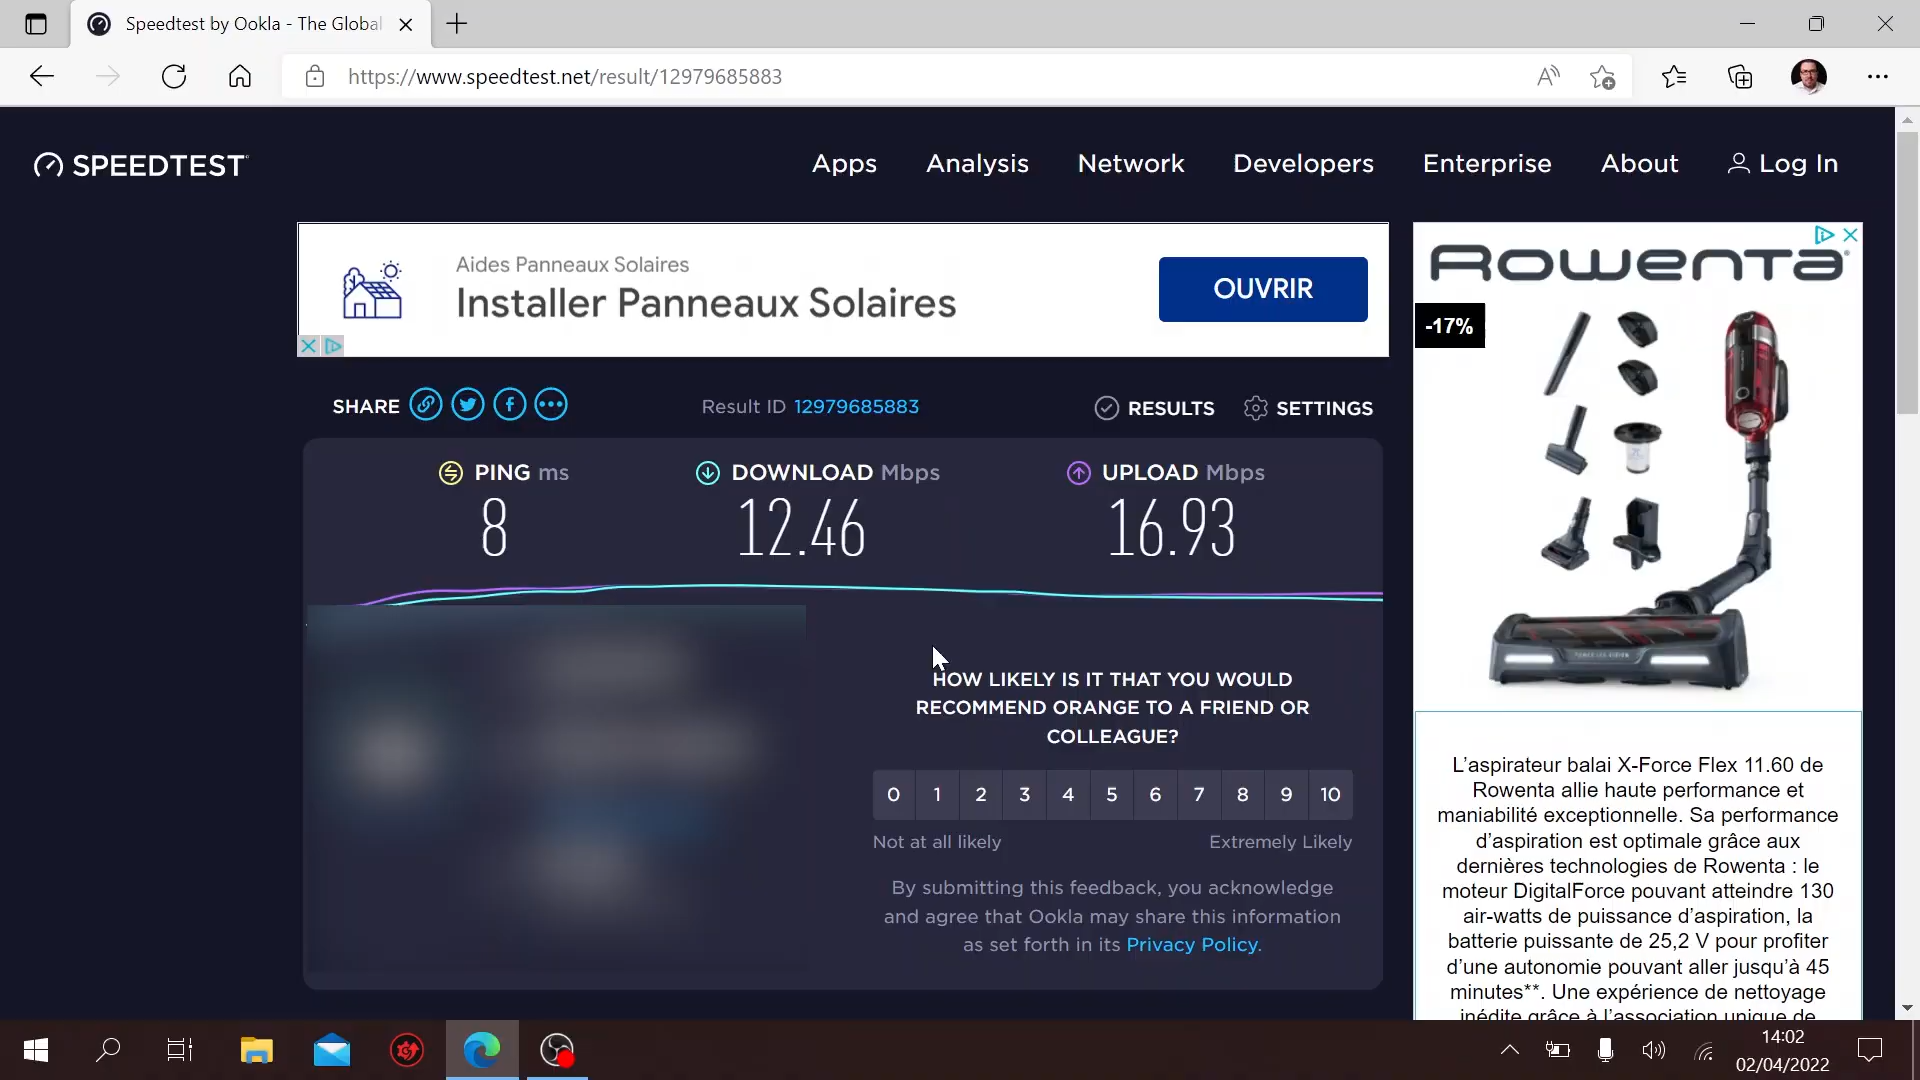 Speedtest by Ookla - The Global
https://www.speedtest.net/result/12979685883
SPEEDTEST
Apps
Analysis
Network
Developers
Enterprise
About
Log In
Aides Panneaux Solaires
Installer Panneaux Solaires
OUVRIR
ROWENTA
-17%
SHARE
Result ID 12979685883
RESULTS
SETTINGS
PING ms
8
DOWNLOAD Mbps
12.46
UPLOAD Mbps
16.93
HOW LIKELY IS IT THAT YOU WOULD
RECOMMEND ORANGE TO A FRIEND OR
COLLEAGUE?
0 1 2 3 4 5 6 7 8 9 10
Not at all likely
Extremely Likely
By submitting this feedback, you acknowledge
and agree that Ookla may share this information
as set forth in its Privacy Policy.
L’aspirateur balai X-Force Flex 11.60 de
Rowenta allie haute performance et
maniabilité exceptionnelle. Sa performance
d’aspiration est optimale grâce aux
dernières technologies de Rowenta : le
moteur DigitalForce pouvant atteindre 130
air-watts de puissance d’aspiration, la
batterie puissante de 25,2 V pour profiter
d’une autonomie pouvant aller jusqu’à 45
minutes**. Une expérience de nettoyage
inédite grâce à l’association unique de
14:02
02/04/2022